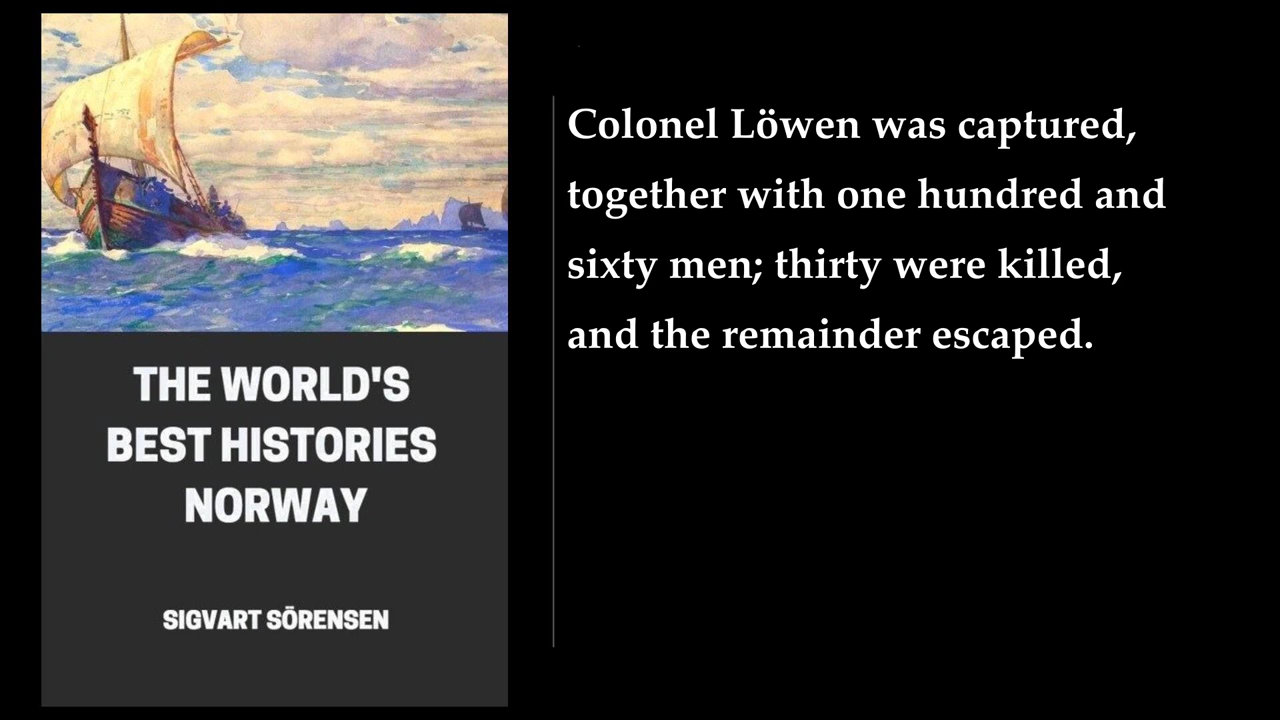 THE WORLD'S
BEST HISTORIES
NORWAY
SIGVART SÖRENSEN
Colonel Löwen was captured,
together with one hundred and
sixty men; thirty were killed,
and the remainder escaped.